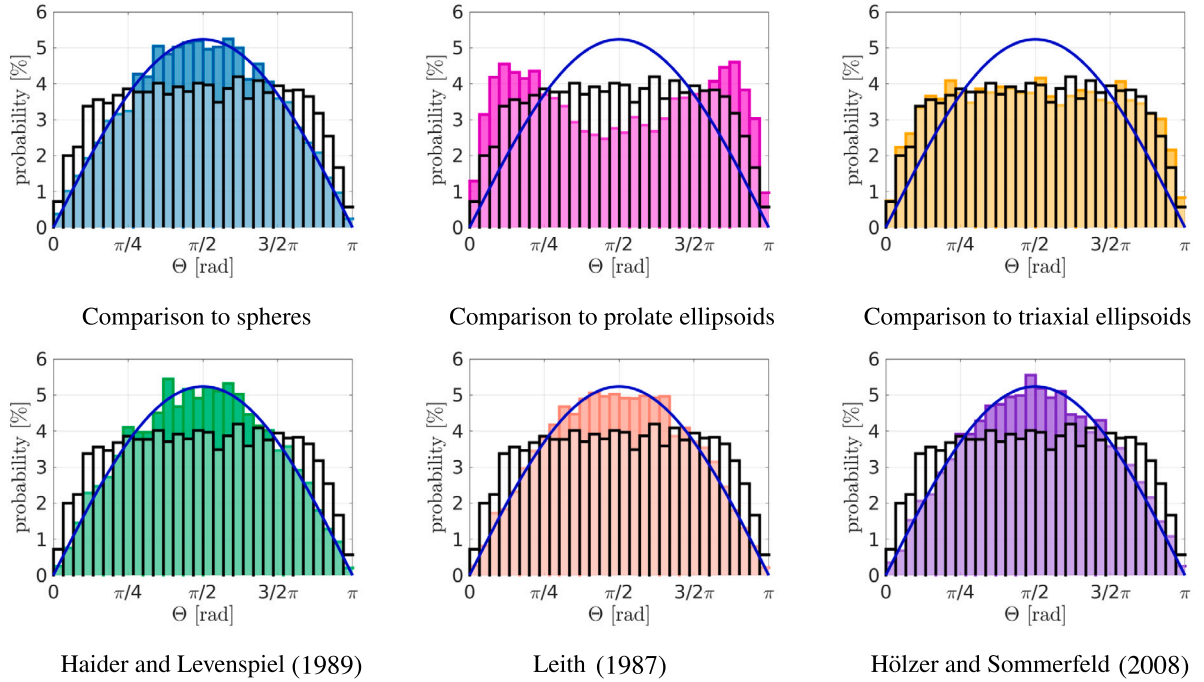 6
5
4
3
2
1
0
probability [%]
0 π/4 π/2 3/2π π
Θ [rad]
Comparison to spheres
6
5
4
3
2
1
0
probability [%]
0 π/4 π/2 3/2π π
Θ [rad]
Comparison to prolate ellipsoids
6
5
4
3
2
1
0
probability [%]
0 π/4 π/2 3/2π π
Θ [rad]
Comparison to triaxial ellipsoids
6
5
4
3
2
1
0
probability [%]
0 π/4 π/2 3/2π π
Θ [rad]
Haider and Levenspiel (1989)
6
5
4
3
2
1
0
probability [%]
0 π/4 π/2 3/2π π
Θ [rad]
Leith (1987)
6
5
4
3
2
1
0
probability [%]
0 π/4 π/2 3/2π π
Θ [rad]
Hölzer and Sommerfeld (2008)